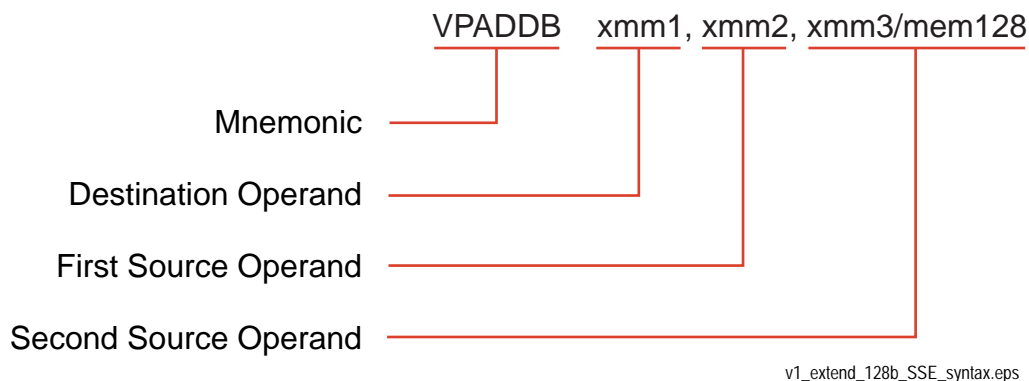 VPADDB xmm1, xmm2, xmm3/mem128
Mnemonic
Destination Operand
First Source Operand
Second Source Operand
v1_extend_128b_SSE_syntax.eps